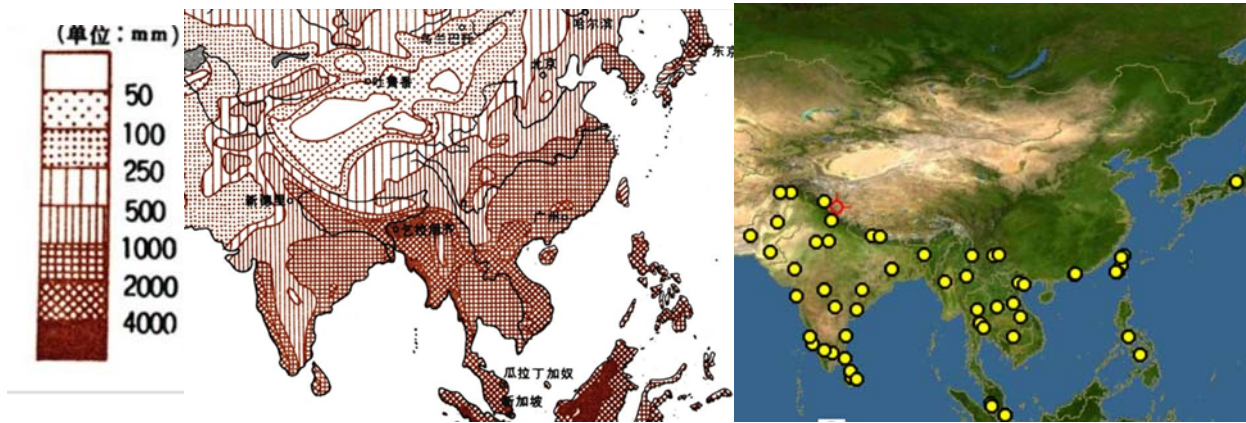 (单位：mm)
50
100
250
500
1000
2000
4000
哈尔滨
乌兰巴托
东京
北京
吐鲁番
新德里
乞拉朋齐
广州
瓜拉丁加奴
新加坡